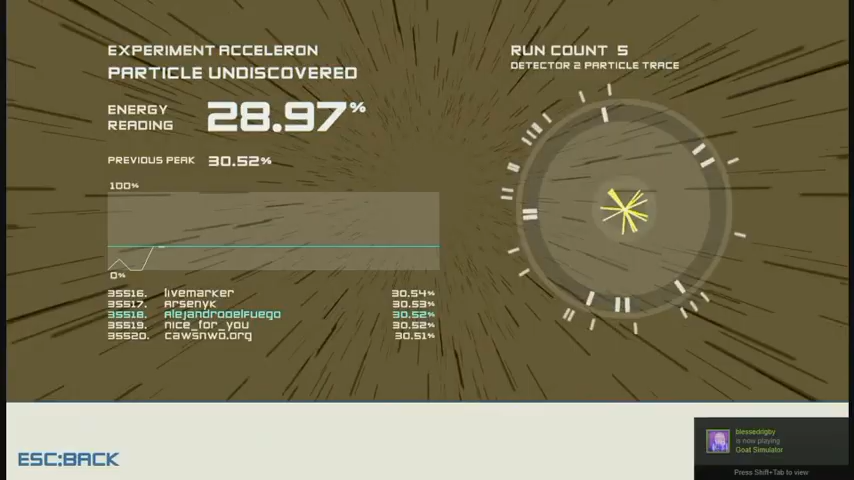 EXPERIMENT ACCELERON
PARTICLE UNDISCOVERED
ENERGY READING 28.97%
PREVIOUS PEAK 30.52%
100%
0%
35516. livemarker 30.54%
35517. Arsenyk 30.53%
35518. Alejandrodelfuego 30.52%
35519. nice_for_you 30.52%
35520. cawsnwo.org 30.51%
RUN COUNT 5
DETECTOR 2 PARTICLE TRACE
ESC:BACK
blessedrigby
is now playing
Goat Simulator
Press Shift+Tab to view